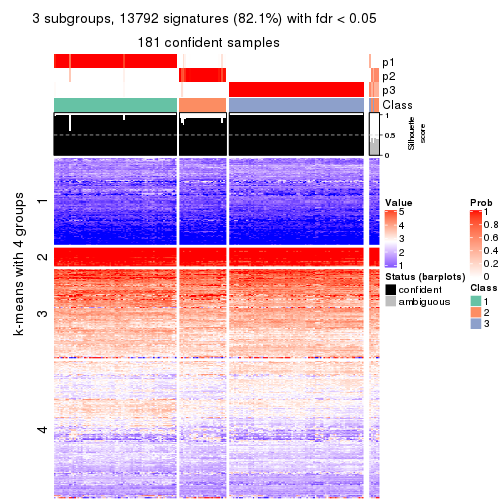 3 subgroups, 13792 signatures (82.1%) with fdr < 0.05
181 confident samples
p1
p2
p3
Class
1
0.5
0
Silhouette
score
k-means with 4 groups
1
2
3
4
Value
5
4
3
2
1
Status (barplots)
confident
ambiguous
Prob
1
0.8
0.6
0.4
0.2
0
Class
1
2
3